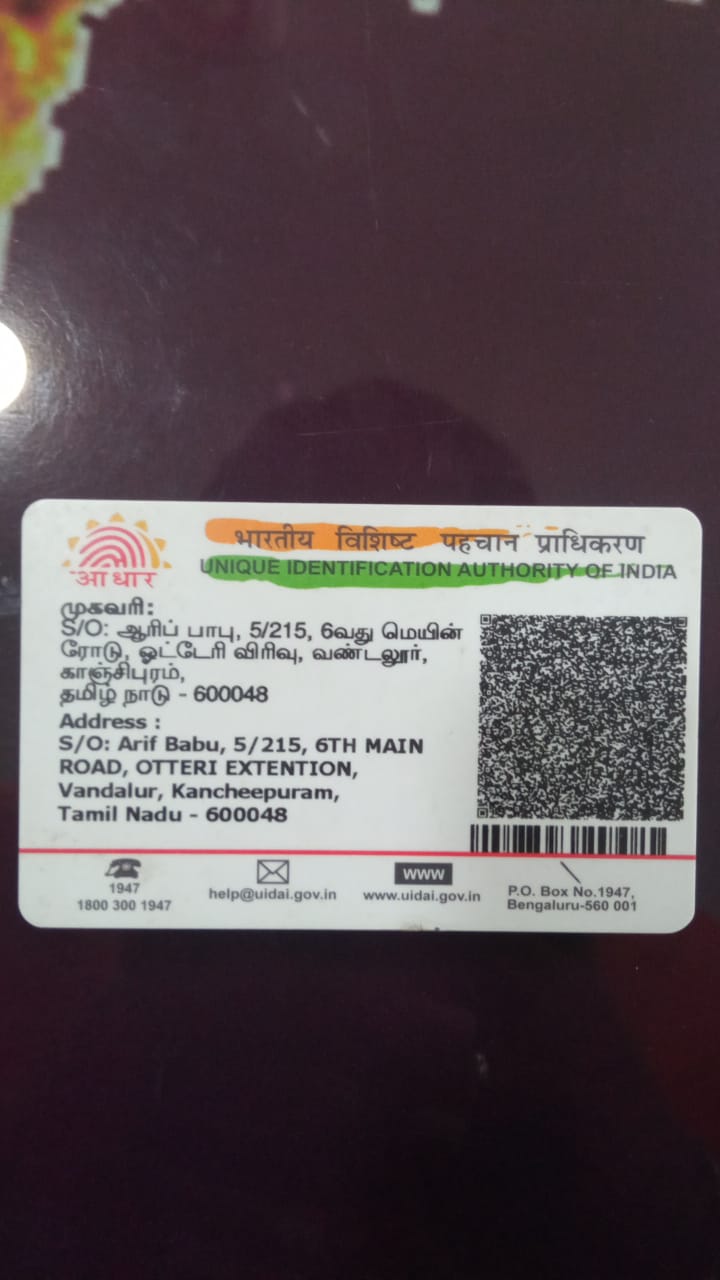 भारतीय विशिष्ट पहचान प्राधिकरण
UNIQUE IDENTIFICATION AUTHORITY OF INDIA
आधार
முகவரி:
S/O: ஆரிப் பாபு, 5/215, 6வது மெயின்
ரோடு, ஓட்டேரி விரிவு, வண்டலூர்,
காஞ்சிபுரம்,
தமிழ் நாடு - 600048
Address :
S/O: Arif Babu, 5/215, 6TH MAIN
ROAD, OTTERI EXTENTION,
Vandalur, Kancheepuram,
Tamil Nadu - 600048
1947
1800 300 1947
help@uidai.gov.in
WWW
www.uidai.gov.in
P.O. Box No.1947,
Bengaluru-560 001